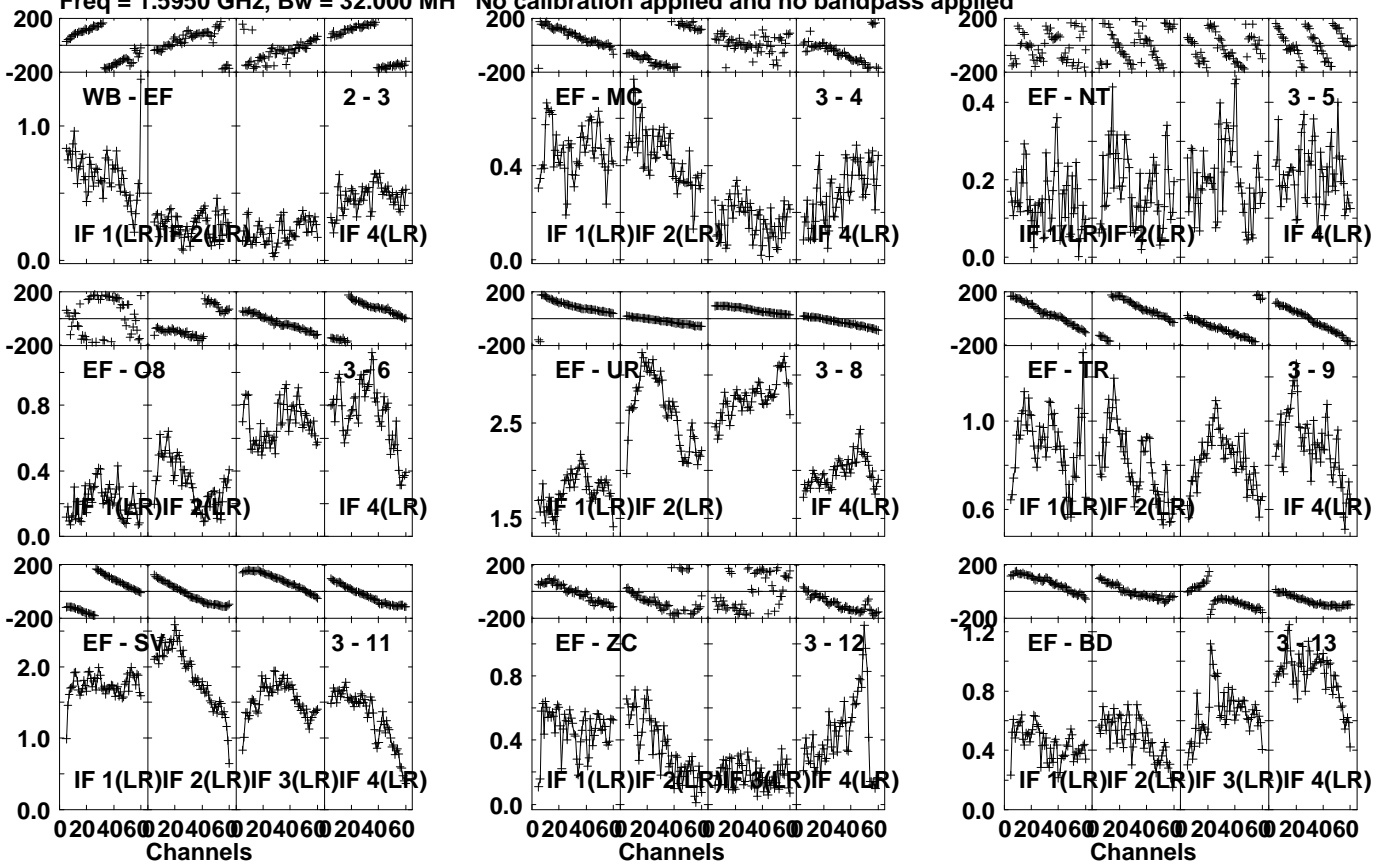 Freq = 1.5950 GHz, Bw = 32.000 MH No calibration applied and no bandpass applied
200 200 200
-200 -200 -200
WB - EF 2 - 3 EF - MC 3 - 4 EF - NT 3 - 5
1.0 0.4 0.4
0.2
IF 1(LR) IF 2(LR) IF 4(LR) IF 1(LR) IF 2(LR) IF 4(LR) IF 1(LR) IF 2(LR) IF 4(LR)
0.0 0.0 0.0
200 200 200
-200 -200 -200
EF - O8 3 - 6 EF - UR 3 - 8 EF - TR 3 - 9
0.8 2.5 1.0
0.4
IF 1(LR) IF 2(LR) IF 4(LR) IF 1(LR) IF 2(LR) IF 4(LR) IF 1(LR) IF 2(LR) IF 4(LR)
0.0 1.5 0.6
200 200 200
-200 -200 -200
EF - SV 3 - 11 EF - ZC 3 - 12 EF - BD 3 - 13
2.0 0.8 1.2
0.8
1.0 0.4 0.4
IF 1(LR) IF 2(LR) IF 3(LR) IF 4(LR) IF 1(LR) IF 2(LR) IF 3(LR) IF 4(LR) IF 1(LR) IF 2(LR) IF 3(LR) IF 4(LR)
0.0 0.0 0.0
0 20 40 60 0 20 40 60 0 20 40 60 0 20 40 60 0 20 40 60 0 20 40 60 0 20 40 60 0 20 40 60 0 20 40 60 0 20 40 60 0 20 40 60 0 20 40 60
Channels Channels Channels